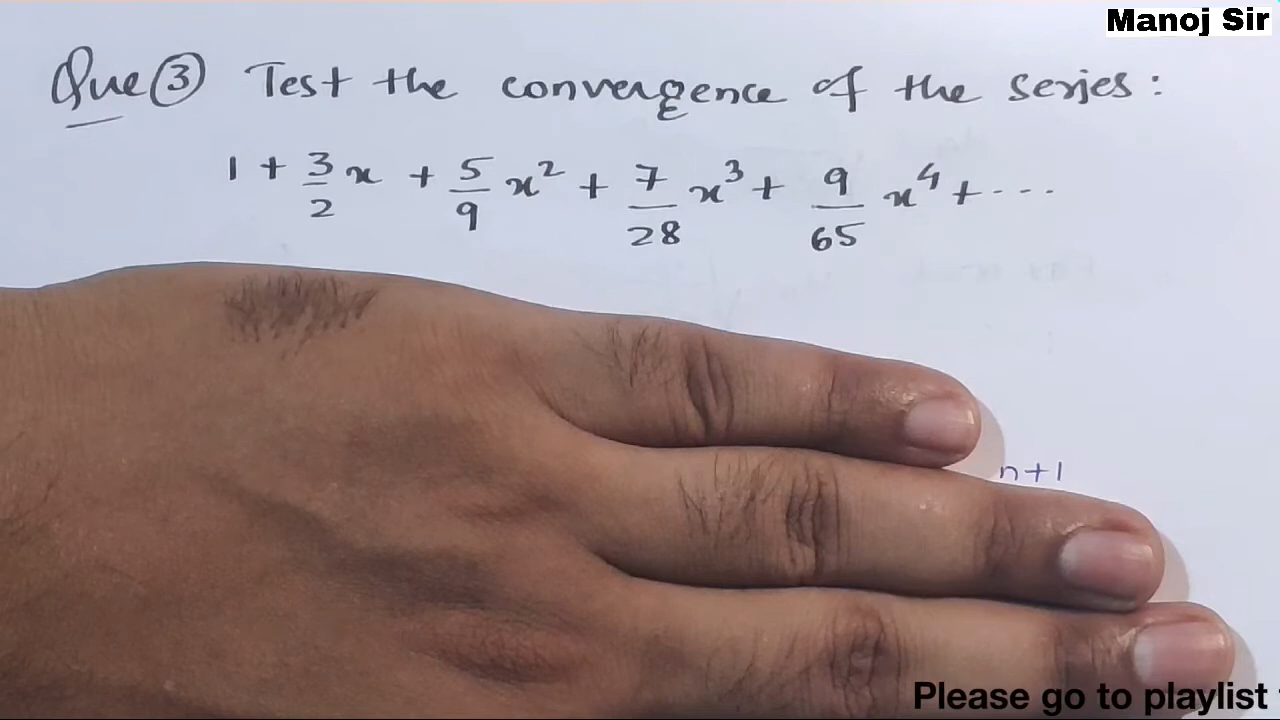 Manoj Sir
Que ③ Test the convergence of the series:
1 + 3/2 x + 5/9 x² + 7/28 x³ + 9/65 x⁴ + ....
n+1
Please go to playlist